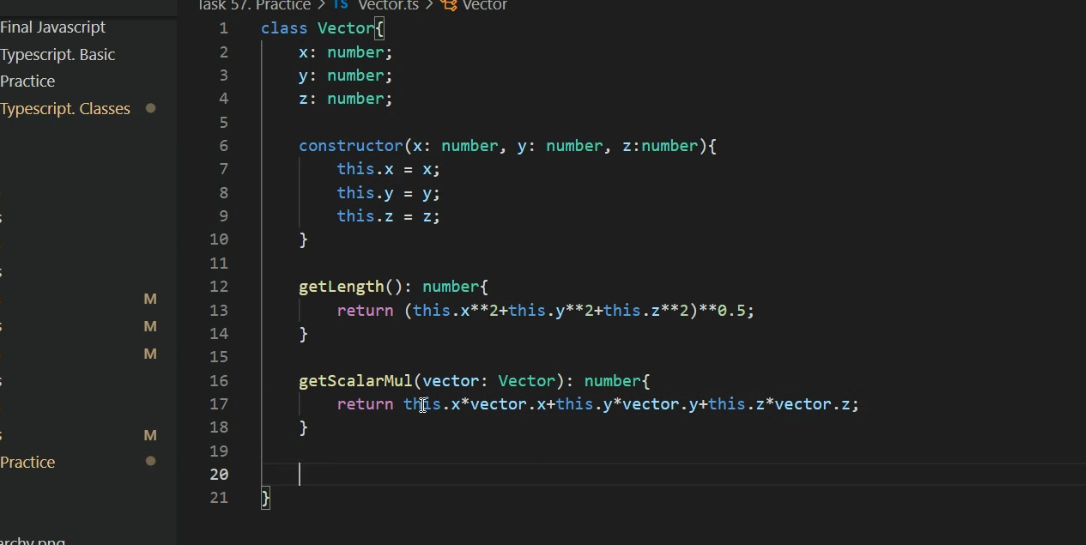 Task 57. Practice > TS Vector.ts > Vector
Final Javascript
Typescript. Basic
Practice
Typescript. Classes
M
M
M
M
Practice
1 class Vector{
2 x: number;
3 y: number;
4 z: number;
5
6 constructor(x: number, y: number, z:number){
7 this.x = x;
8 this.y = y;
9 this.z = z;
10 }
11
12 getLength(): number{
13 return (this.x**2+this.y**2+this.z**2)**0.5;
14 }
15
16 getScalarMul(vector: Vector): number{
17 return this.x*vector.x+this.y*vector.y+this.z*vector.z;
18 }
19
20
21 }